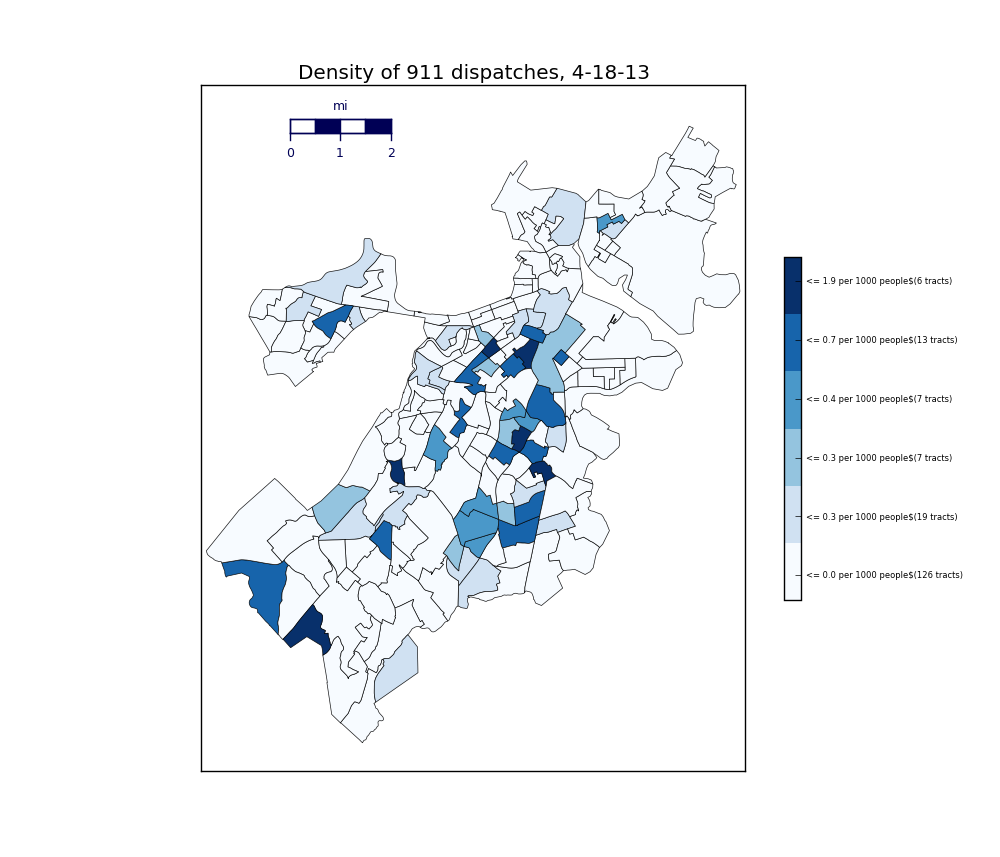 Density of 911 dispatches, 4-18-13
mi
0 1 2
<= 1.9 per 1000 people$(6 tracts)
<= 0.7 per 1000 people$(13 tracts)
<= 0.4 per 1000 people$(7 tracts)
<= 0.3 per 1000 people$(7 tracts)
<= 0.3 per 1000 people$(19 tracts)
<= 0.0 per 1000 people$(126 tracts)